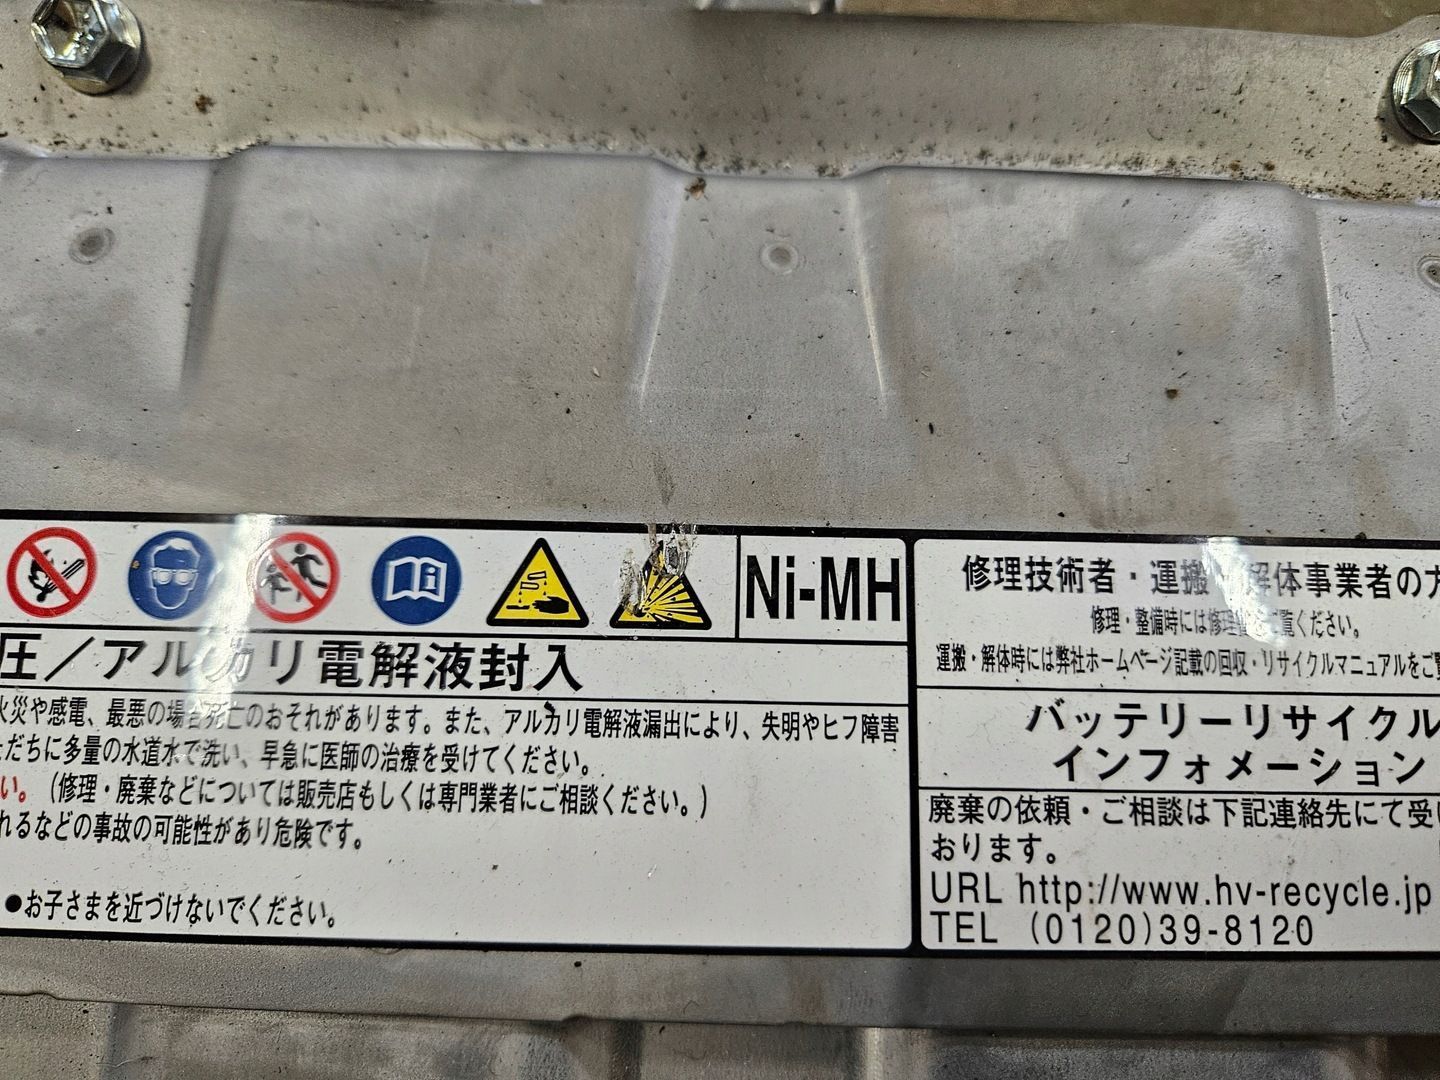 Ni-MH
圧／アルカリ電解液封入
火災や感電、最悪の場合死亡のおそれがあります。また、アルカリ電解液漏出により、失明やヒフ障害
ただちに多量の水道水で洗い、早急に医師の治療を受けてください。
い。（修理・廃棄などについては販売店もしくは専門業者にご相談ください。）
れるなどの事故の可能性があり危険です。
●お子さまを近づけないでください。
修理技術者・運搬・解体事業者の方
修理・整備時には修理書をご覧ください。
運搬・解体時には弊社ホームページ記載の回収・リサイクルマニュアルをご覧
バッテリーリサイクル
インフォメーション
廃棄の依頼・ご相談は下記連絡先にて受け
おります。
URL http://www.hv-recycle.jp
TEL (0120)39-8120